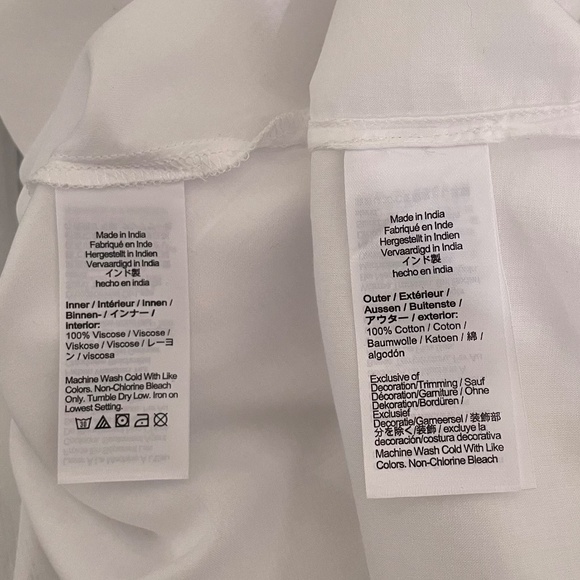 Made in India
Fabriqué en Inde
Hergestellt in Indien
Vervaardigd in India
インド製
hecho en india
Inner / Intérieur / Innen /
Binnen- / インナー /
Interior:
100% Viscose / Viscose /
Viskose / Viscose / レーヨ
ン / viscosa
Machine Wash Cold With Like
Colors. Non-Chlorine Bleach
Only. Tumble Dry Low. Iron on
Lowest Setting.
Made in India
Fabriqué en Inde
Hergestellt in Indien
Vervaardigd in India
インド製
hecho en india
Outer / Extérieur /
Aussen / Buitenste /
アウター / exterior:
100% Cotton / Coton /
Baumwolle / Katoen / 綿 /
algodón
Exclusive of
Decoration/Trimming / Sauf
Décoration/Garniture / Ohne
Dekoration/Bordüren /
Exclusief
Decoratie/Garneersel / 装飾部
分を除く/装飾 / excluye la
decoración/costura decorativa
Machine Wash Cold With Like
Colors. Non-Chlorine Bleach